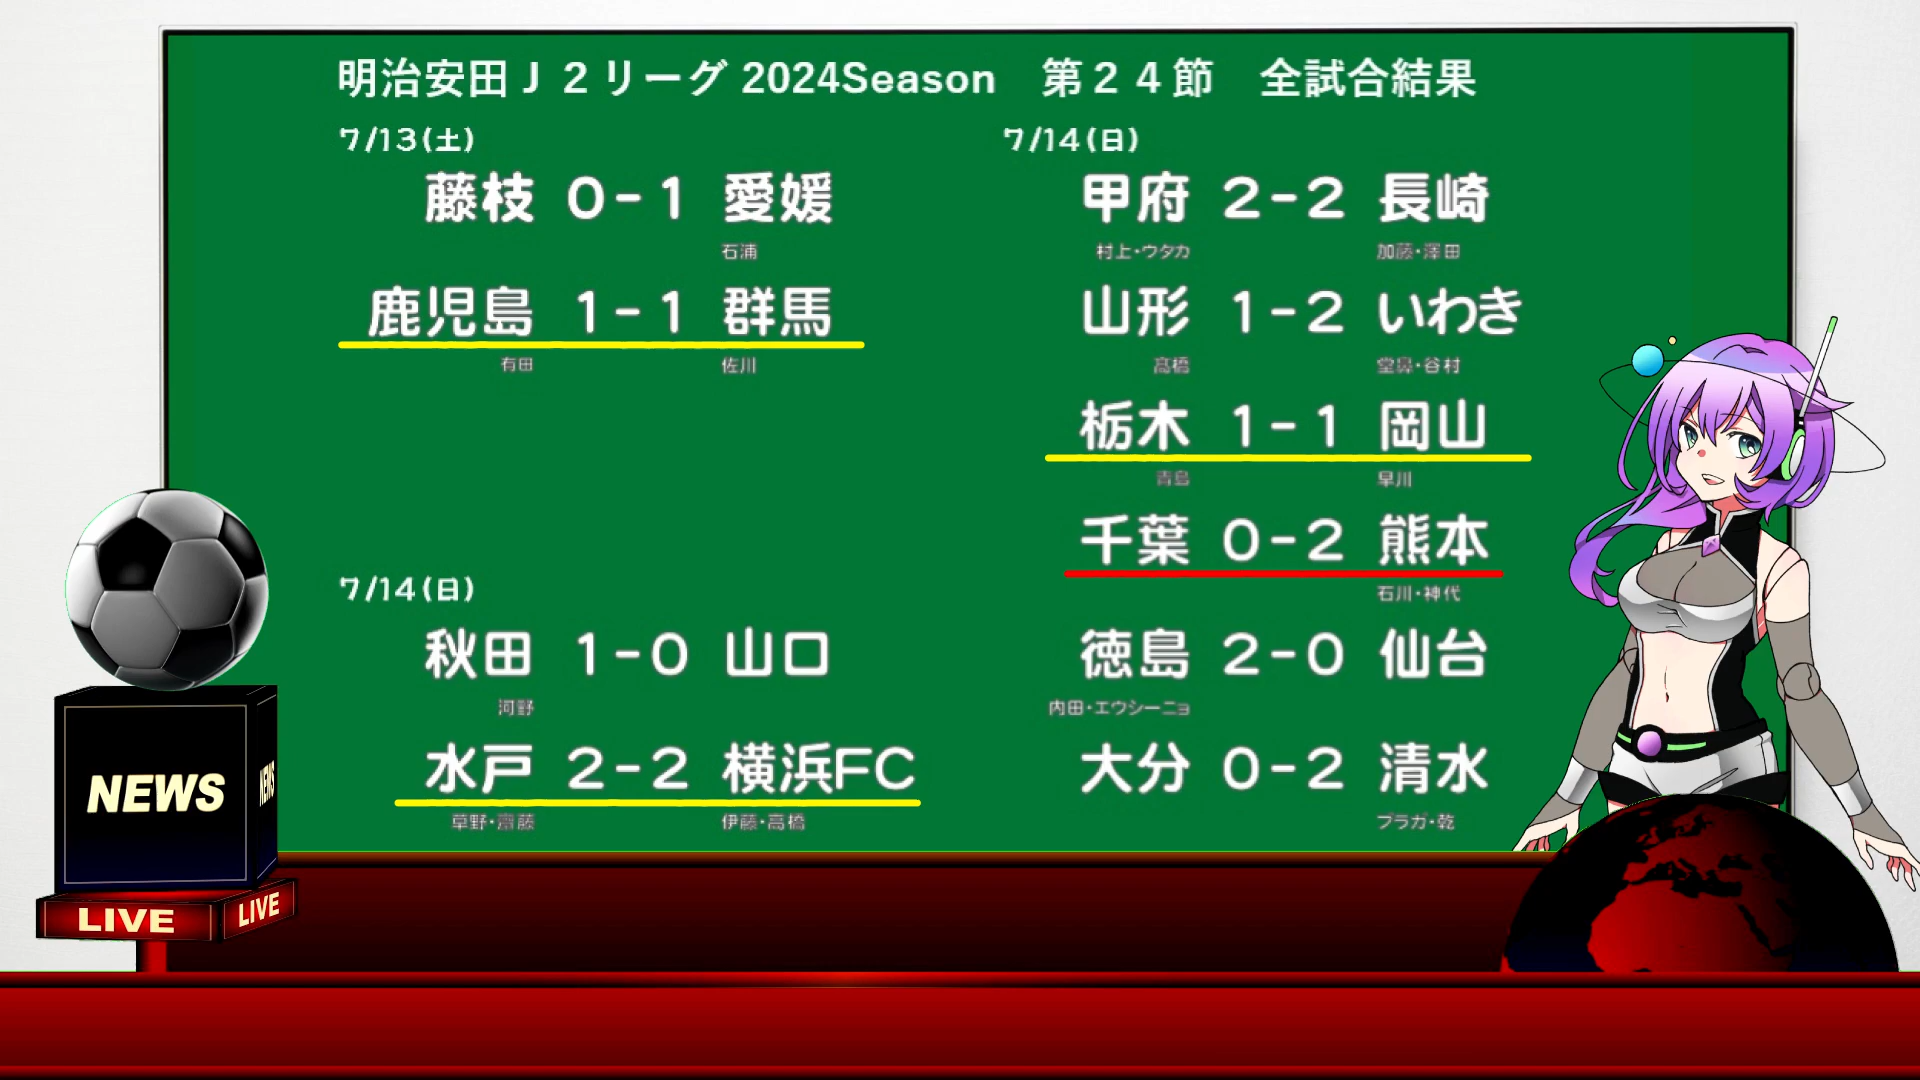 明治安田Ｊ２リーグ 2024Season　第２４節　全試合結果
7/13(土)
藤枝 0-1 愛媛
石浦
鹿児島 1-1 群馬
有田 佐川
7/14(日)
秋田 1-0 山口
河野
水戸 2-2 横浜FC
草野・齋藤 伊藤・高橋
7/14(日)
甲府 2-2 長崎
村上・ウタカ 加藤・澤田
山形 1-2 いわき
高橋 堂鼻・谷村
栃木 1-1 岡山
青島 早川
千葉 0-2 熊本
石川・神代
徳島 2-0 仙台
内田・エウシーニョ
大分 0-2 清水
ブラガ・乾
NEWS
NEWS
LIVE
LIVE